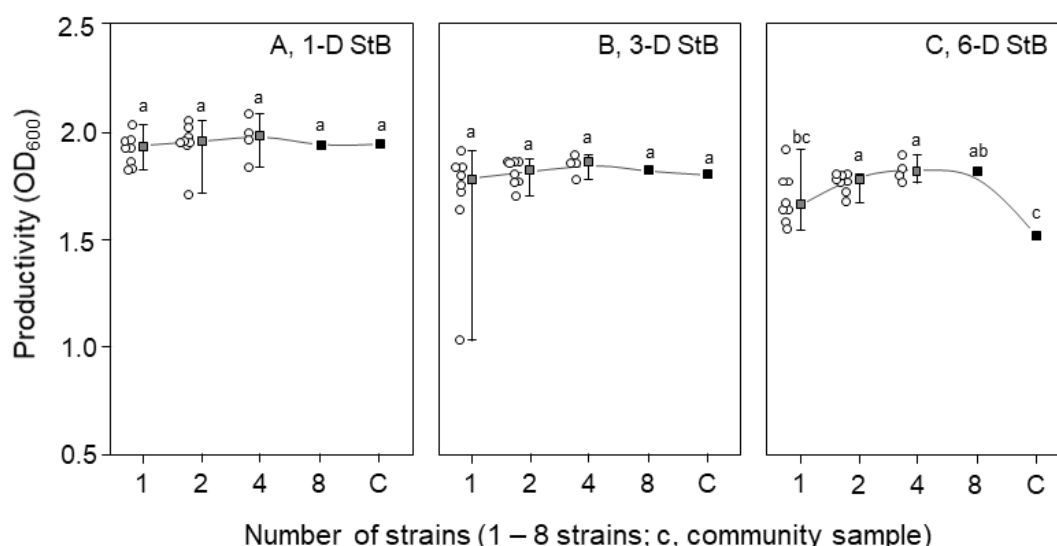 2.5
2.0
1.5
1.0
0.5
Productivity (OD600)
A, 1-D StB
a
a
a
a
a
1 2 4 8 C
B, 3-D StB
a
a
a
a
a
1 2 4 8 C
C, 6-D StB
bc
a
a
ab
c
1 2 4 8 C
Number of strains (1 – 8 strains; c, community sample)